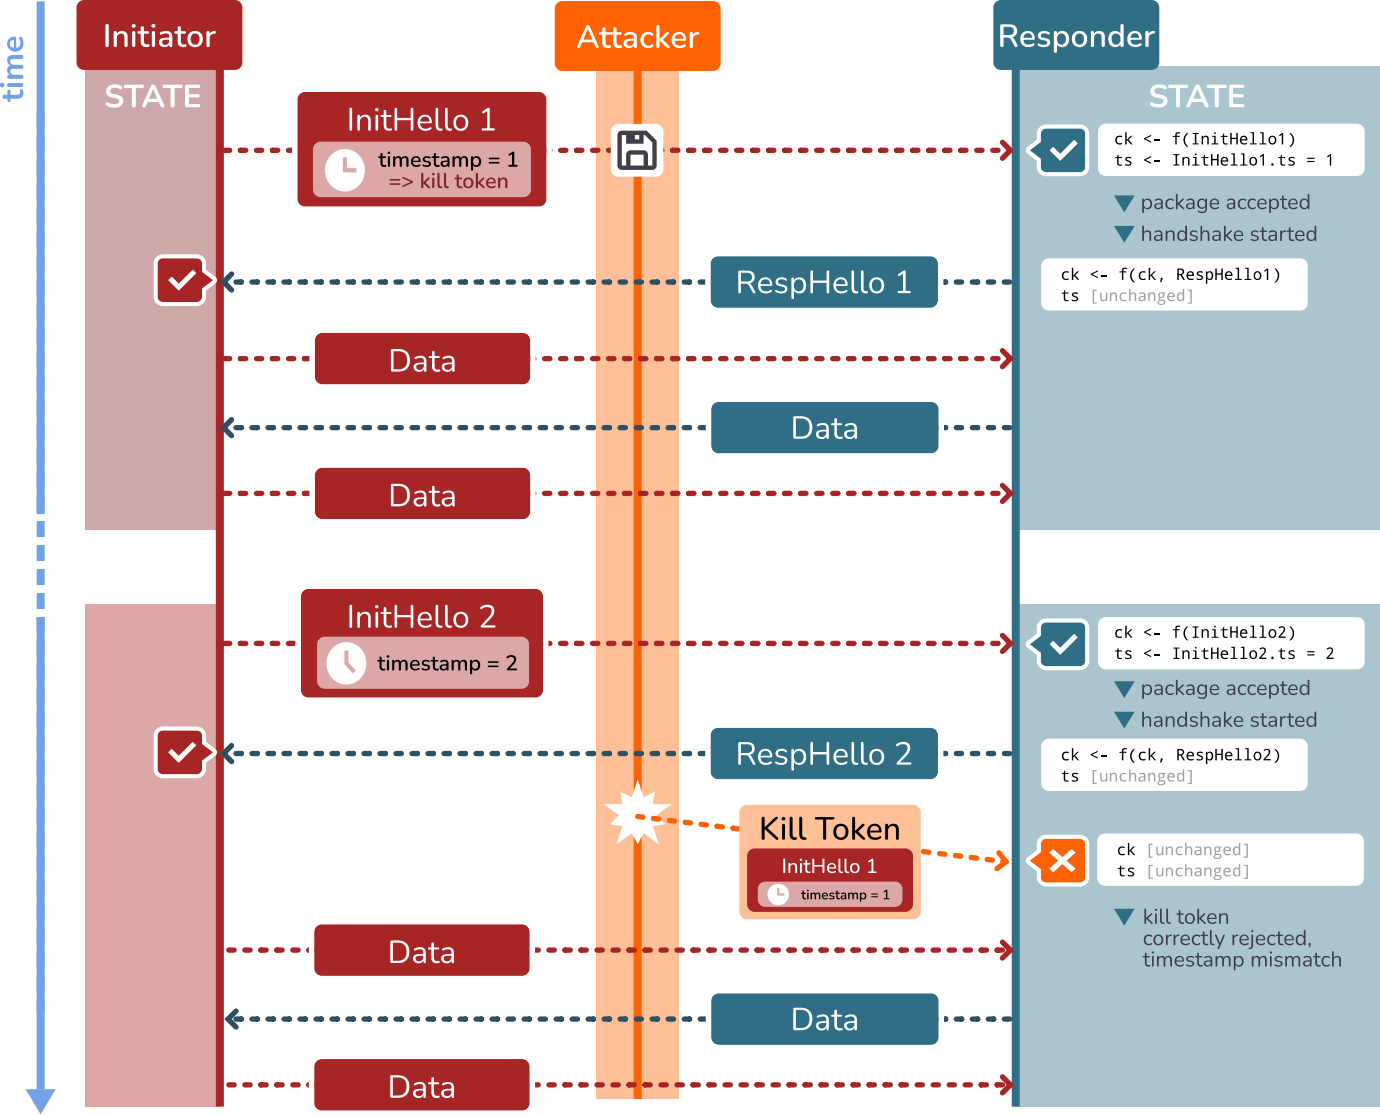 time
Initiator
Attacker
Responder
STATE
STATE
InitHello 1
timestamp = 1
=> kill token
ck <- f(InitHello1)
ts <- InitHello1.ts = 1
package accepted
handshake started
RespHello 1
ck <- f(ck, RespHello1)
ts [unchanged]
Data
Data
Data
InitHello 2
timestamp = 2
ck <- f(InitHello2)
ts <- InitHello2.ts = 2
package accepted
handshake started
RespHello 2
ck <- f(ck, RespHello2)
ts [unchanged]
Kill Token
InitHello 1
timestamp = 1
ck [unchanged]
ts [unchanged]
kill token
correctly rejected,
timestamp mismatch
Data
Data
Data